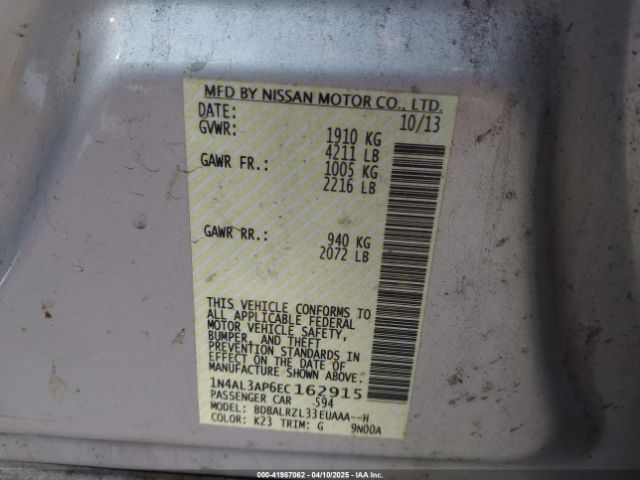 MFD BY NISSAN MOTOR CO., LTD.
DATE: 10/13
GVWR: 1910 KG
4211 LB
GAWR FR.: 1005 KG
2216 LB
GAWR RR.: 940 KG
2072 LB
THIS VEHICLE CONFORMS TO
ALL APPLICABLE FEDERAL
MOTOR VEHICLE SAFETY,
BUMPER, AND THEFT
PREVENTION STANDARDS IN
EFFECT ON THE DATE OF
MANUFACTURE SHOWN ABOVE.
1N4AL3AP6EC162915
PASSENGER CAR 594
MODEL: BDBALRZL33EUAAA--H
COLOR: K23 TRIM: G 9N00A
000-41987062 - 04/10/2025 - IAA Inc.